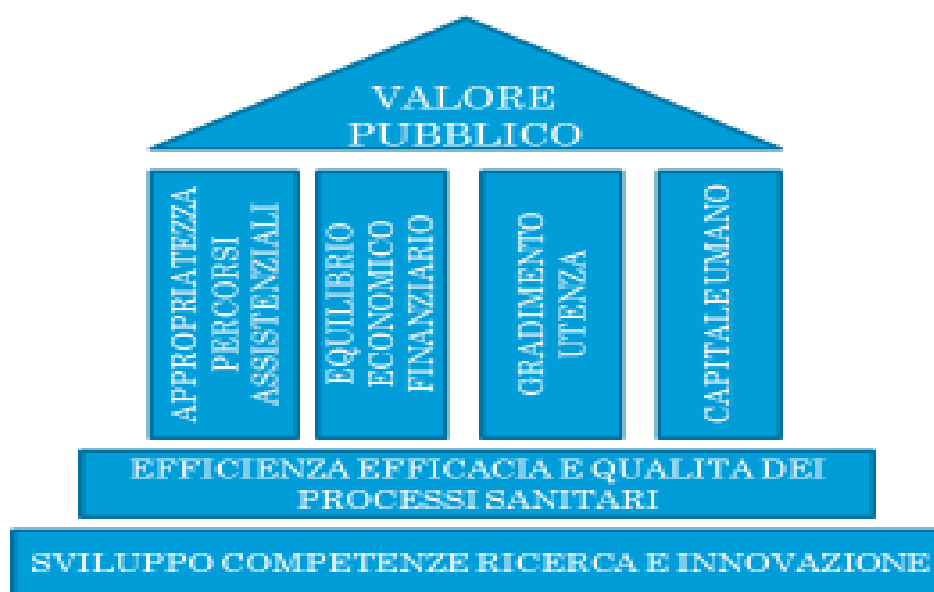 VALORE
PUBBLICO
APPROPRIATEZZA
PERCORSI
ASSISTENZIALI
EQUILIBRIO
ECONOMICO
FINANZIARIO
GRADIMENTO
UTENZA
CAPITALE UMANO
EFFICIENZA EFFICACIA E QUALITA DEI
PROCESSI SANITARI
SVILUPPO COMPETENZE RICERCA E INNOVAZIONE